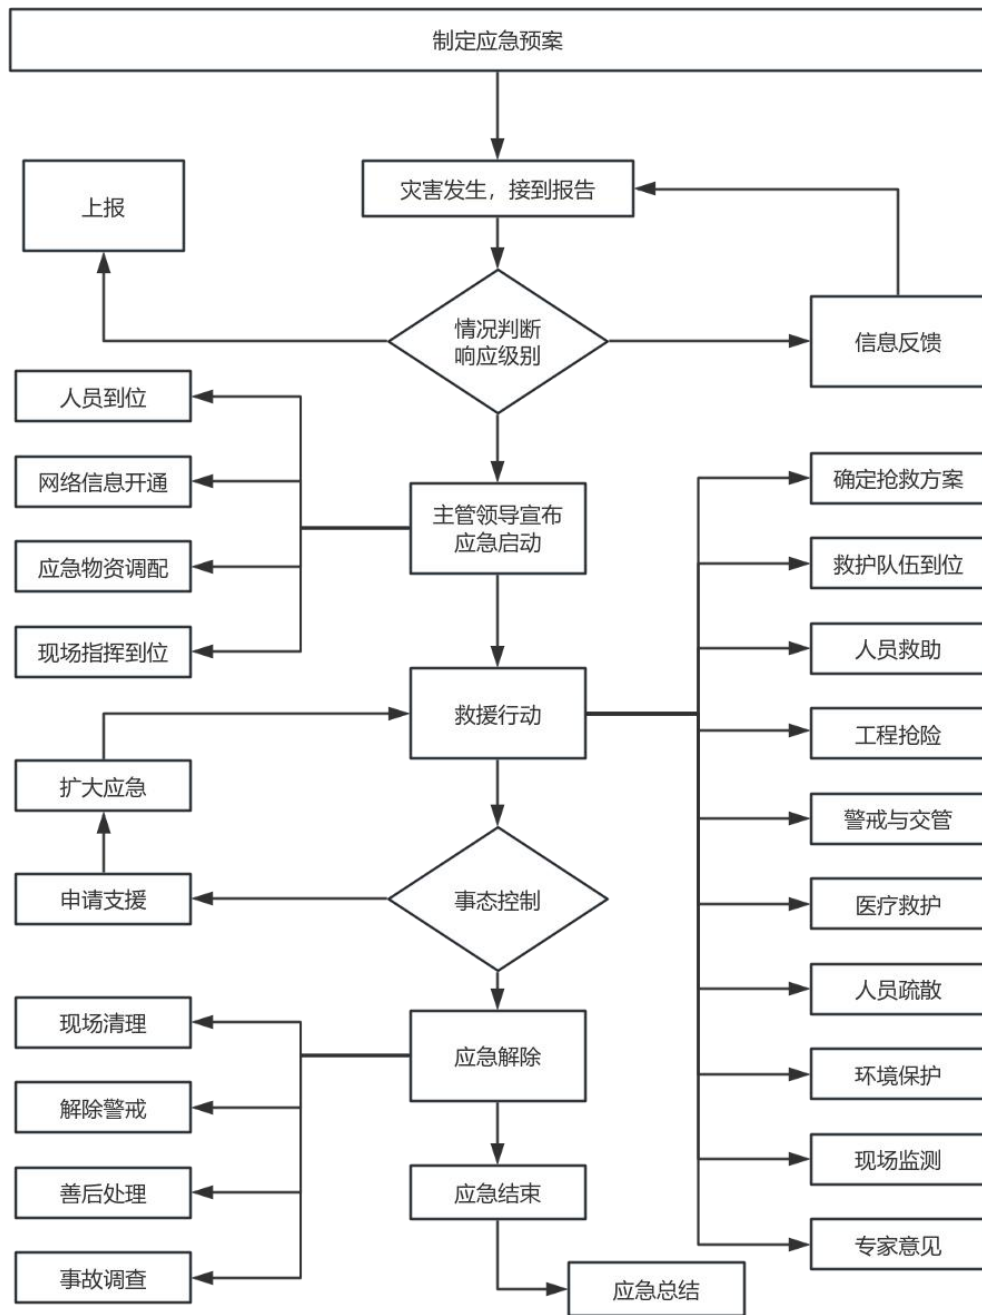 制定应急预案
灾害发生，接到报告
上报
情况判断
响应级别
信息反馈
人员到位
网络信息开通
应急物资调配
现场指挥到位
主管领导宣布
应急启动
确定抢救方案
救护队伍到位
人员救助
工程抢险
警戒与交管
医疗救护
人员疏散
环境保护
现场监测
专家意见
救援行动
扩大应急
申请支援
事态控制
现场清理
解除警戒
善后处理
事故调查
应急解除
应急结束
应急总结